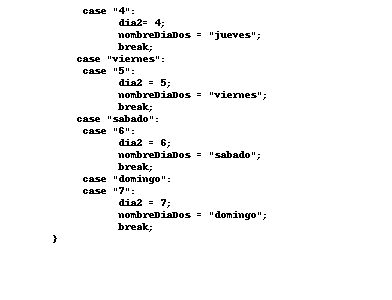 case "4":
dia2= 4;
nombreDiaDos = "jueves";
break;
case "viernes":
case "5":
dia2 = 5;
nombreDiaDos = "viernes";
break;
case "sabado":
case "6":
dia2 = 6;
nombreDiaDos = "sabado";
break;
case "domingo":
case "7":
dia2 = 7;
nombreDiaDos = "domingo";
break;
}